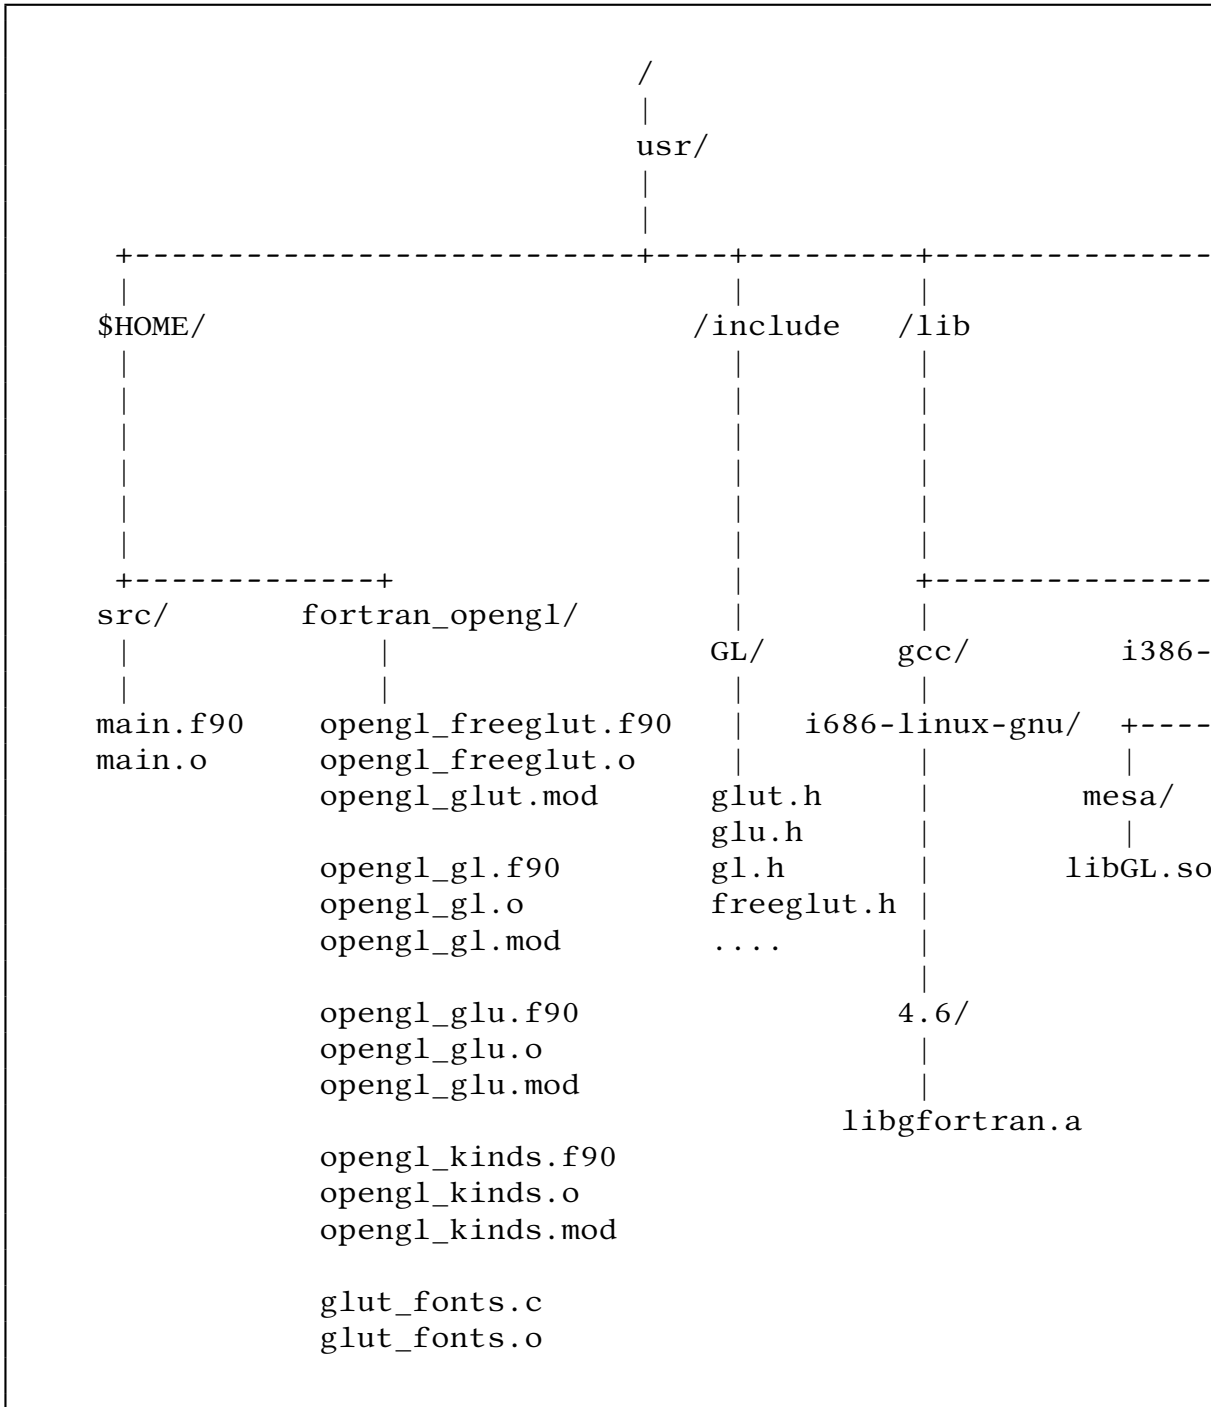 /
|
usr/
|
|
+---------------------------+----+---------+---------------
| | |
$HOME/ /include /lib
| | |
| | |
| | |
| | |
| | |
| | |
+-------------+ | +---------------
src/ fortran_opengl/ | |
| | GL/ gcc/ i386-
| | | |
main.f90 opengl_freeglut.f90 | i686-linux-gnu/ +----
main.o opengl_freeglut.o | | |
opengl_glut.mod glut.h | mesa/
glu.h | |
opengl_gl.f90 gl.h | libGL.so
opengl_gl.o freeglut.h |
opengl_gl.mod .... |
|
opengl_glu.f90 4.6/
opengl_glu.o |
opengl_glu.mod |
libgfortran.a
opengl_kinds.f90
opengl_kinds.o
opengl_kinds.mod
glut_fonts.c
glut_fonts.o